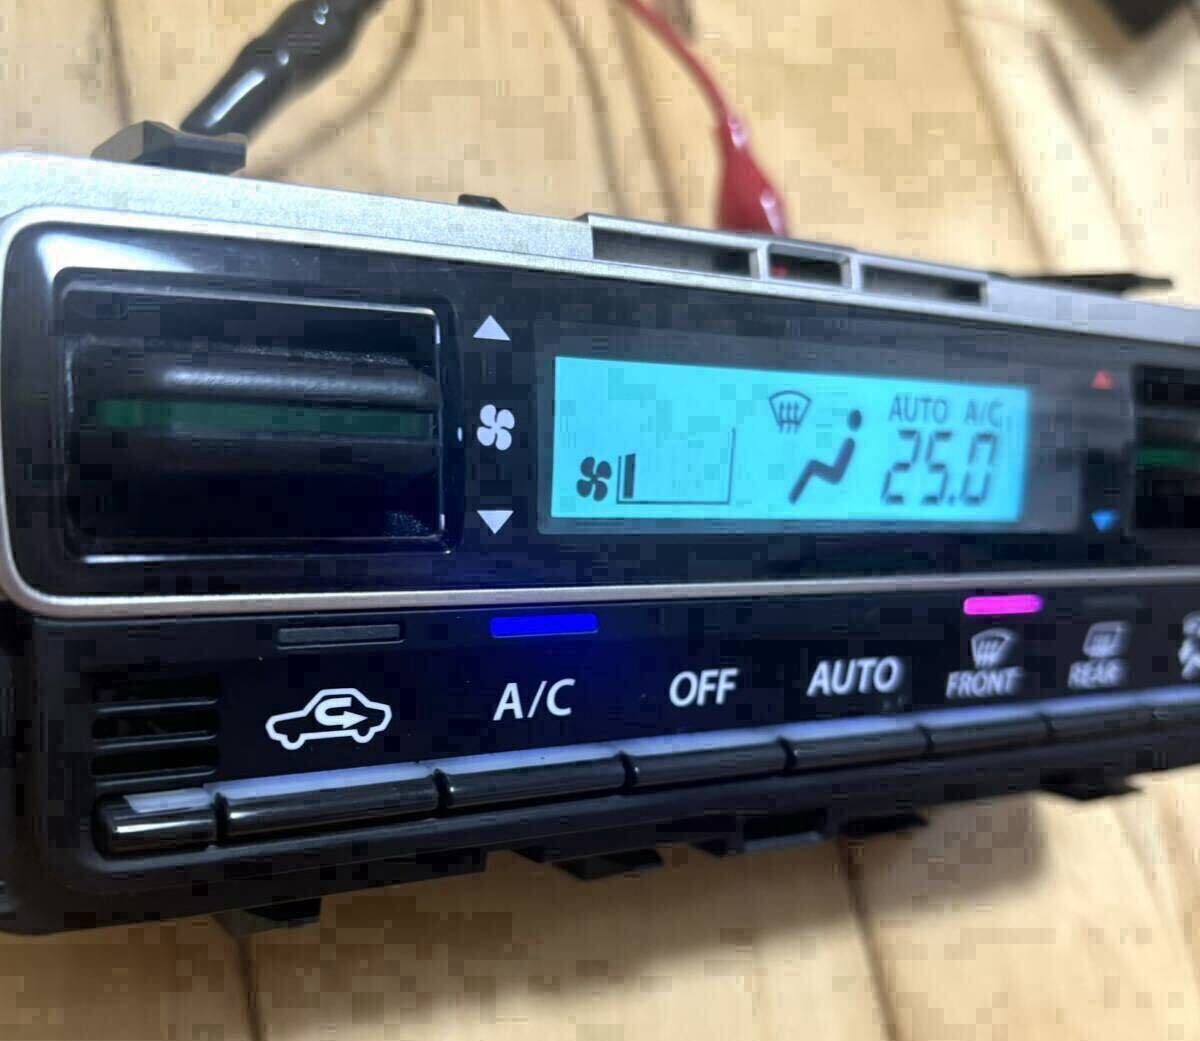 AUTO A/C
25.0
A/C
OFF
AUTO
FRONT
REAR